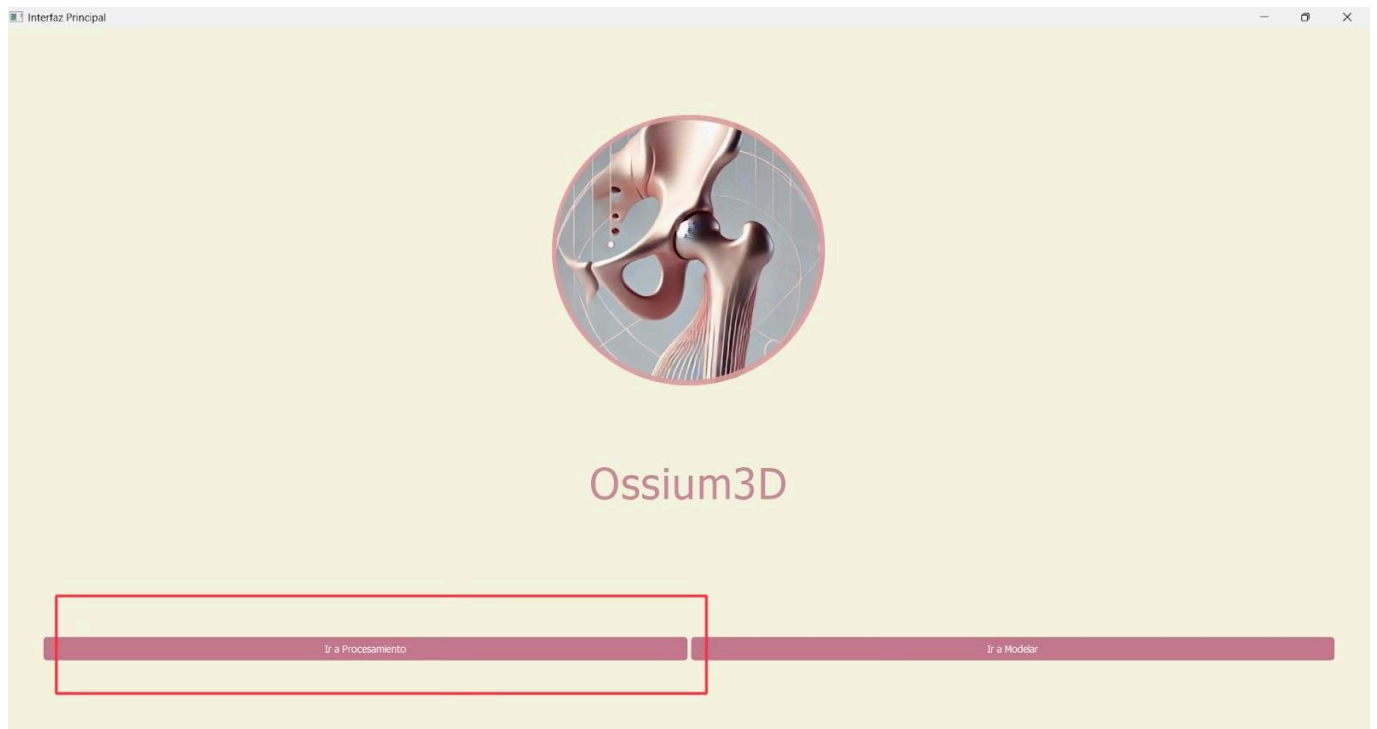 Interfaz Principal
Ossium3D
Ir a Procesamiento
Ir a Modelar